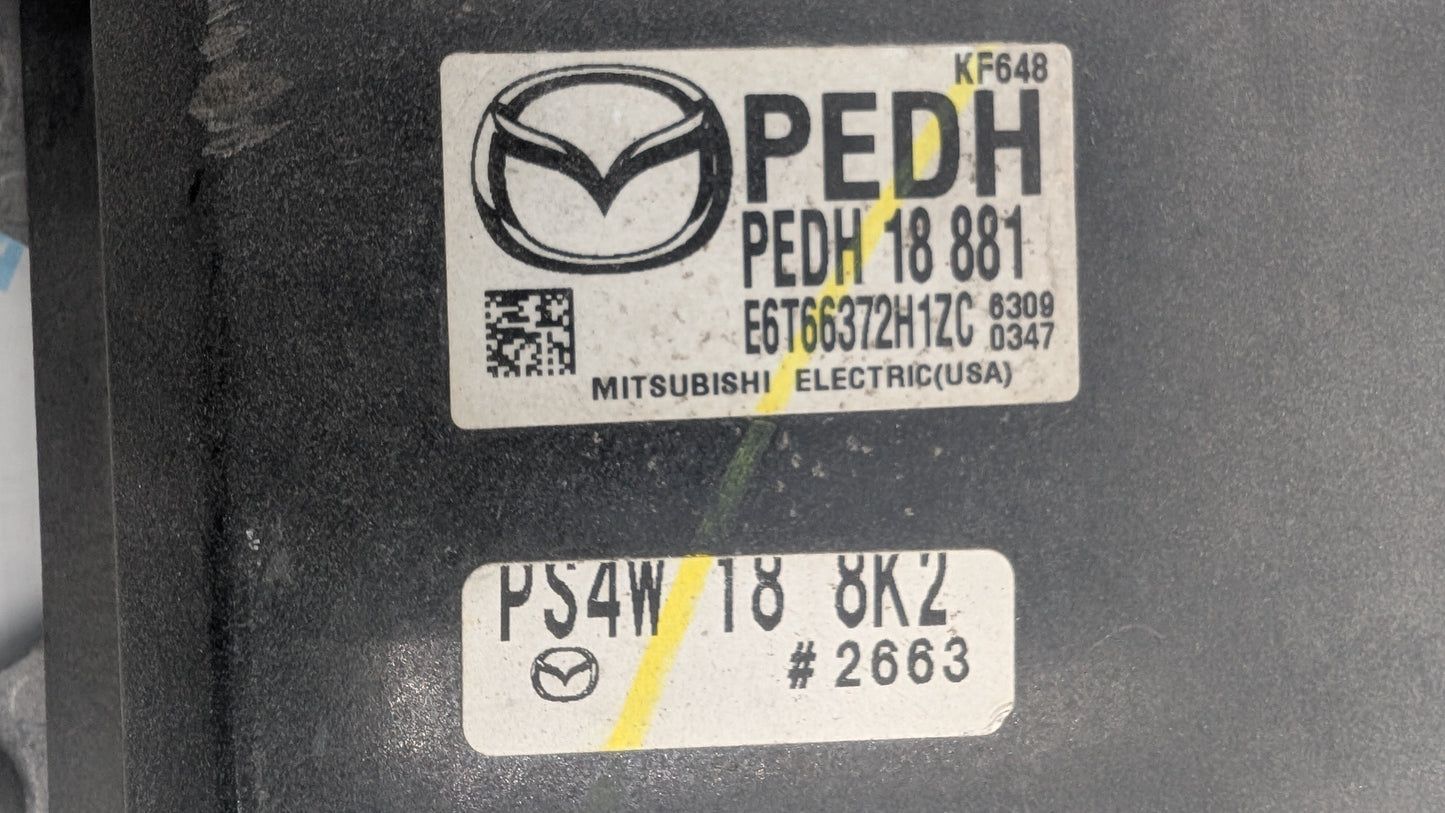 KF648
PEDH
PEDH 18 881
E6T66372H1ZC 6309
0347
MITSUBISHI ELECTRIC(USA)
PS4W 18 8K2
#2663